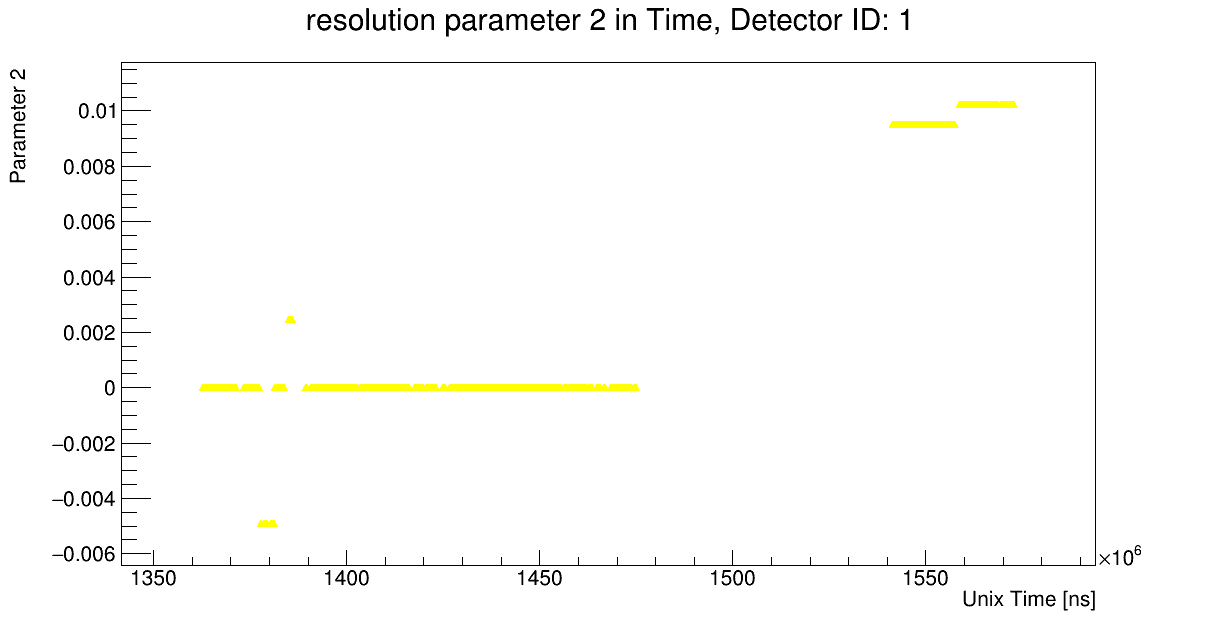 resolution parameter 2 in Time, Detector ID: 1
Parameter 2
0.01
0.008
0.006
0.004
0.002
0
−0.002
−0.004
−0.006
1350 1400 1450 1500 1550
×10⁶
Unix Time [ns]